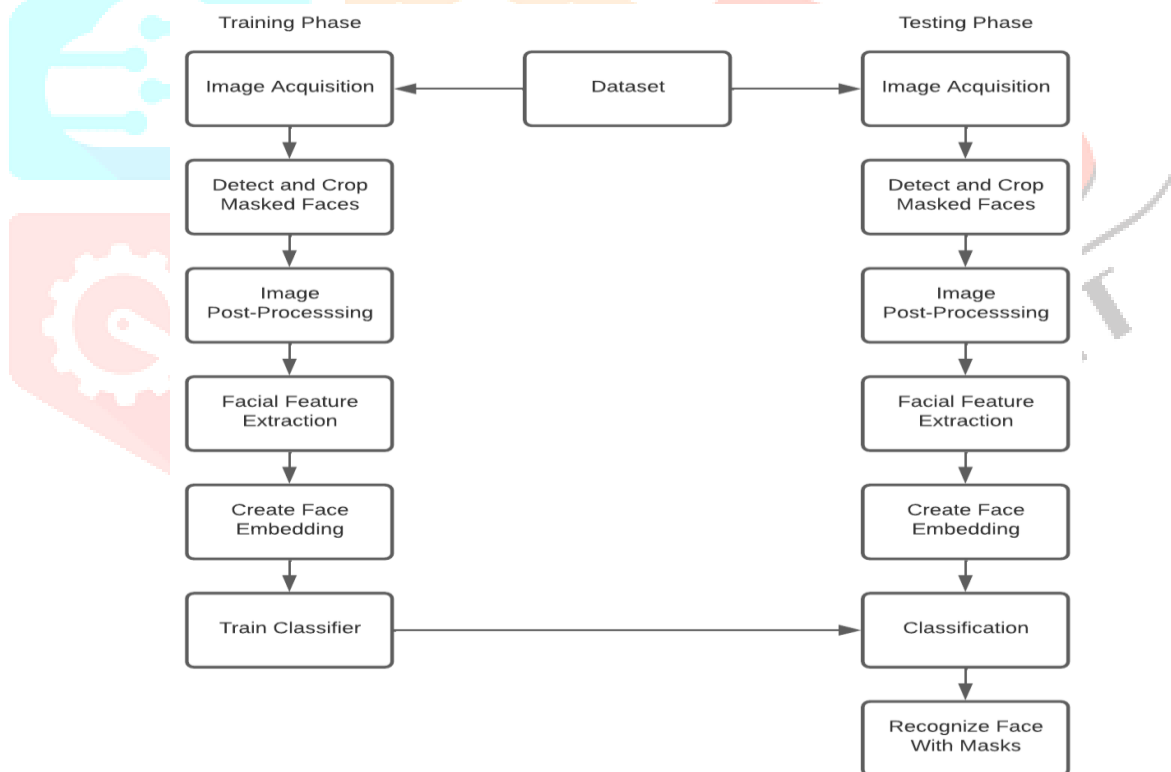 Training Phase
Testing Phase
Image Acquisition
Dataset
Image Acquisition
Detect and Crop
Masked Faces
Detect and Crop
Masked Faces
Image
Post-Processsing
Image
Post-Processsing
Facial Feature
Extraction
Facial Feature
Extraction
Create Face
Embedding
Create Face
Embedding
Train Classifier
Classification
Recognize Face
With Masks